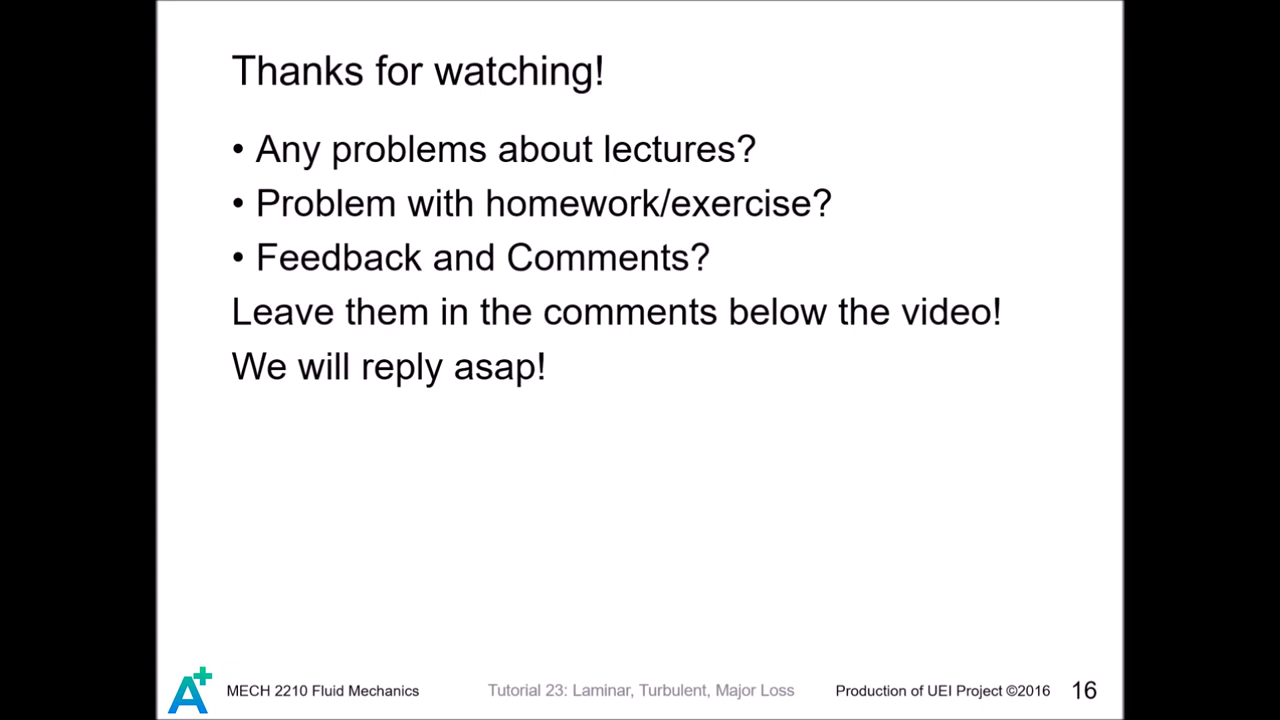 Thanks for watching!
• Any problems about lectures?
• Problem with homework/exercise?
• Feedback and Comments?
Leave them in the comments below the video!
We will reply asap!
A+ MECH 2210 Fluid Mechanics Tutorial 23: Laminar, Turbulent, Major Loss Production of UEI Project ©2016 16